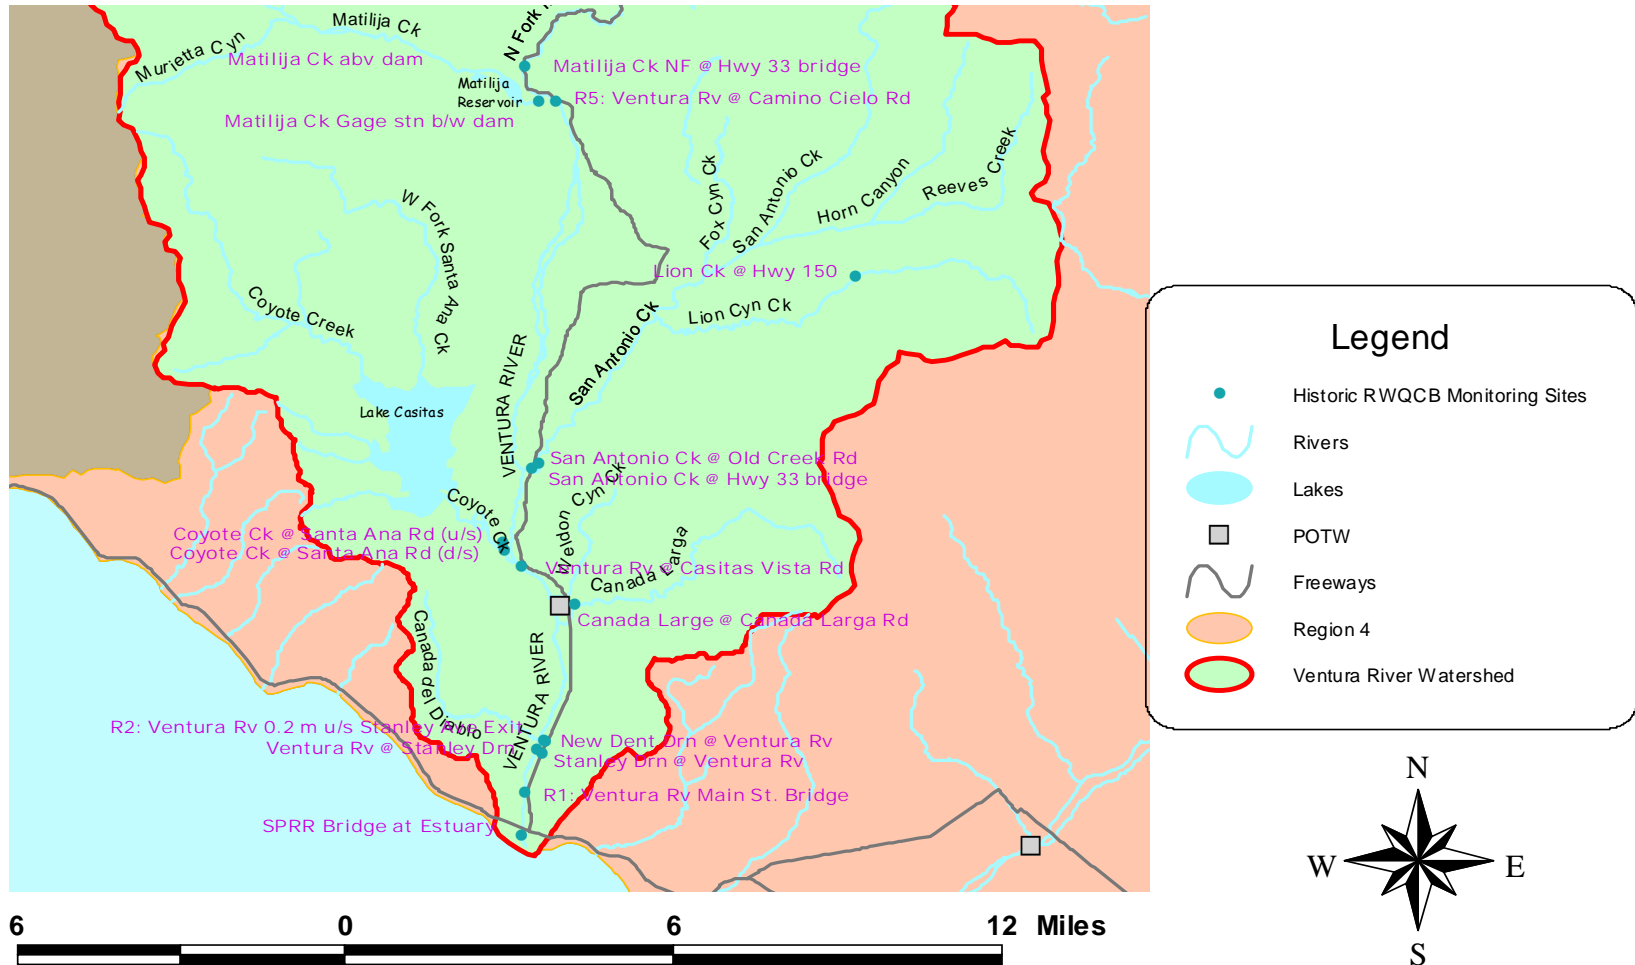 Matilija Ck
N Fork
Murietta Cyn
Matilija Ck abv dam
Matilija Ck NF @ Hwy 33 bridge
Matilija
Reservoir
R5: Ventura Rv @ Camino Cielo Rd
Matilija Ck Gage stn b/w dam
Fox Cyn Ck
San Antonio Ck
Horn Canyon
Reeves Creek
W Fork Santa Ana Ck
Lion Ck @ Hwy 150
Coyote Creek
Lion Cyn Ck
San Antonio Ck
VENTURA RIVER
Lake Casitas
San Antonio Ck @ Old Creek Rd
San Antonio Ck @ Hwy 33 bridge
Weldon Cyn Ck
Coyote Ck
Coyote Ck @ Santa Ana Rd (u/s)
Coyote Ck @ Santa Ana Rd (d/s)
Ventura Rv @ Casitas Vista Rd
Canada Larga
Canada Large @ Canada Larga Rd
Canada del Diablo
VENTURA RIVER
R2: Ventura Rv 0.2 m u/s Stanley Ave Exit
Ventura Rv @ Stanley Drn
New Dent Drn @ Ventura Rv
Stanley Drn @ Ventura Rv
R1: Ventura Rv Main St. Bridge
SPRR Bridge at Estuary
Legend
Historic RWQCB Monitoring Sites
Rivers
Lakes
POTW
Freeways
Region 4
Ventura River Watershed
N
W
E
S
6 0 6 12 Miles